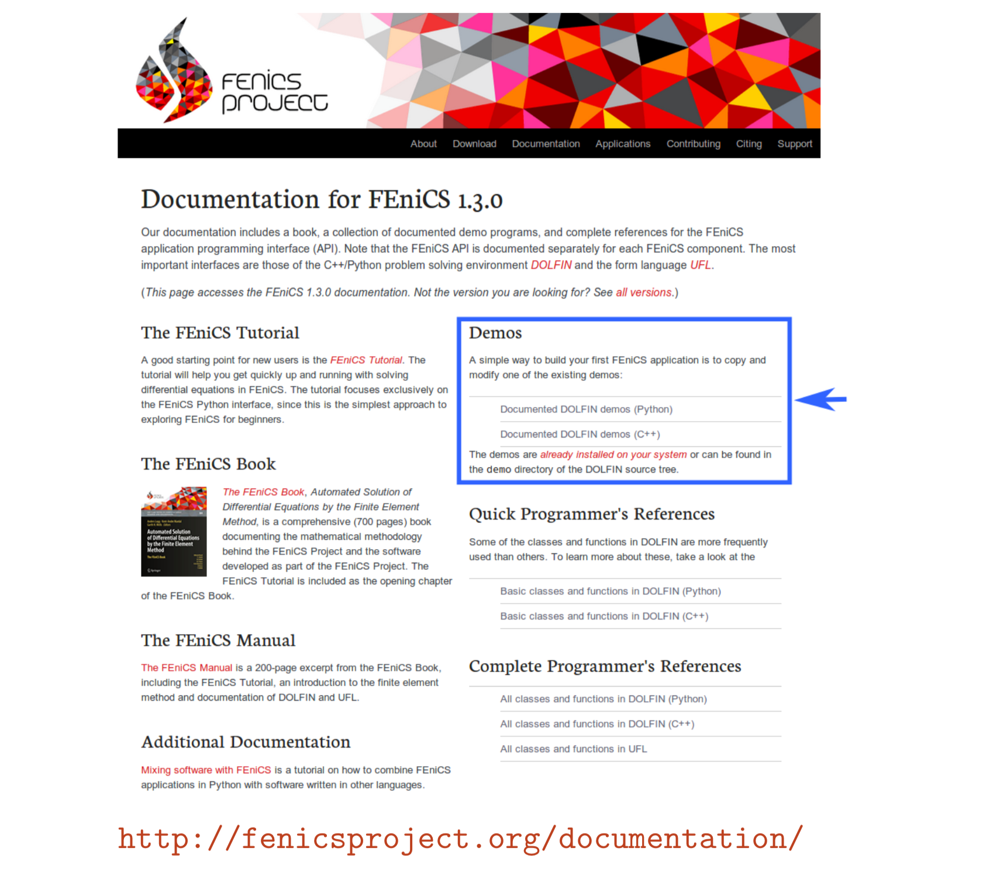 FENICS
PROJECT
About Download Documentation Applications Contributing Citing Support
Documentation for FEniCS 1.3.0
Our documentation includes a book, a collection of documented demo programs, and complete references for the FEniCS
application programming interface (API). Note that the FEniCS API is documented separately for each FEniCS component. The most
important interfaces are those of the C++/Python problem solving environment DOLFIN and the form language UFL.
(This page accesses the FEniCS 1.3.0 documentation. Not the version you are looking for? See all versions.)
The FEniCS Tutorial
A good starting point for new users is the FEniCS Tutorial. The
tutorial will help you get quickly up and running with solving
differential equations in FEniCS. The tutorial focuses exclusively on
the FEniCS Python interface, since this is the simplest approach to
exploring FEniCS for beginners.
The FEniCS Book
Automated Solution
of Differential Equations
by the Finite Element
Method
The FEniCS Book
Springer
The FEniCS Book, Automated Solution of
Differential Equations by the Finite Element
Method, is a comprehensive (700 pages) book
documenting the mathematical methodology
behind the FEniCS Project and the software
developed as part of the FEniCS Project. The
FEniCS Tutorial is included as the opening chapter
of the FEniCS Book.
The FEniCS Manual
The FEniCS Manual is a 200-page excerpt from the FEniCS Book,
including the FEniCS Tutorial, an introduction to the finite element
method and documentation of DOLFIN and UFL.
Additional Documentation
Mixing software with FEniCS is a tutorial on how to combine FEniCS
applications in Python with software written in other languages.
Demos
A simple way to build your first FEniCS application is to copy and
modify one of the existing demos:
Documented DOLFIN demos (Python)
Documented DOLFIN demos (C++)
The demos are already installed on your system or can be found in
the demo directory of the DOLFIN source tree.
Quick Programmer's References
Some of the classes and functions in DOLFIN are more frequently
used than others. To learn more about these, take a look at the
Basic classes and functions in DOLFIN (Python)
Basic classes and functions in DOLFIN (C++)
Complete Programmer's References
All classes and functions in DOLFIN (Python)
All classes and functions in DOLFIN (C++)
All classes and functions in UFL
http://fenicsproject.org/documentation/